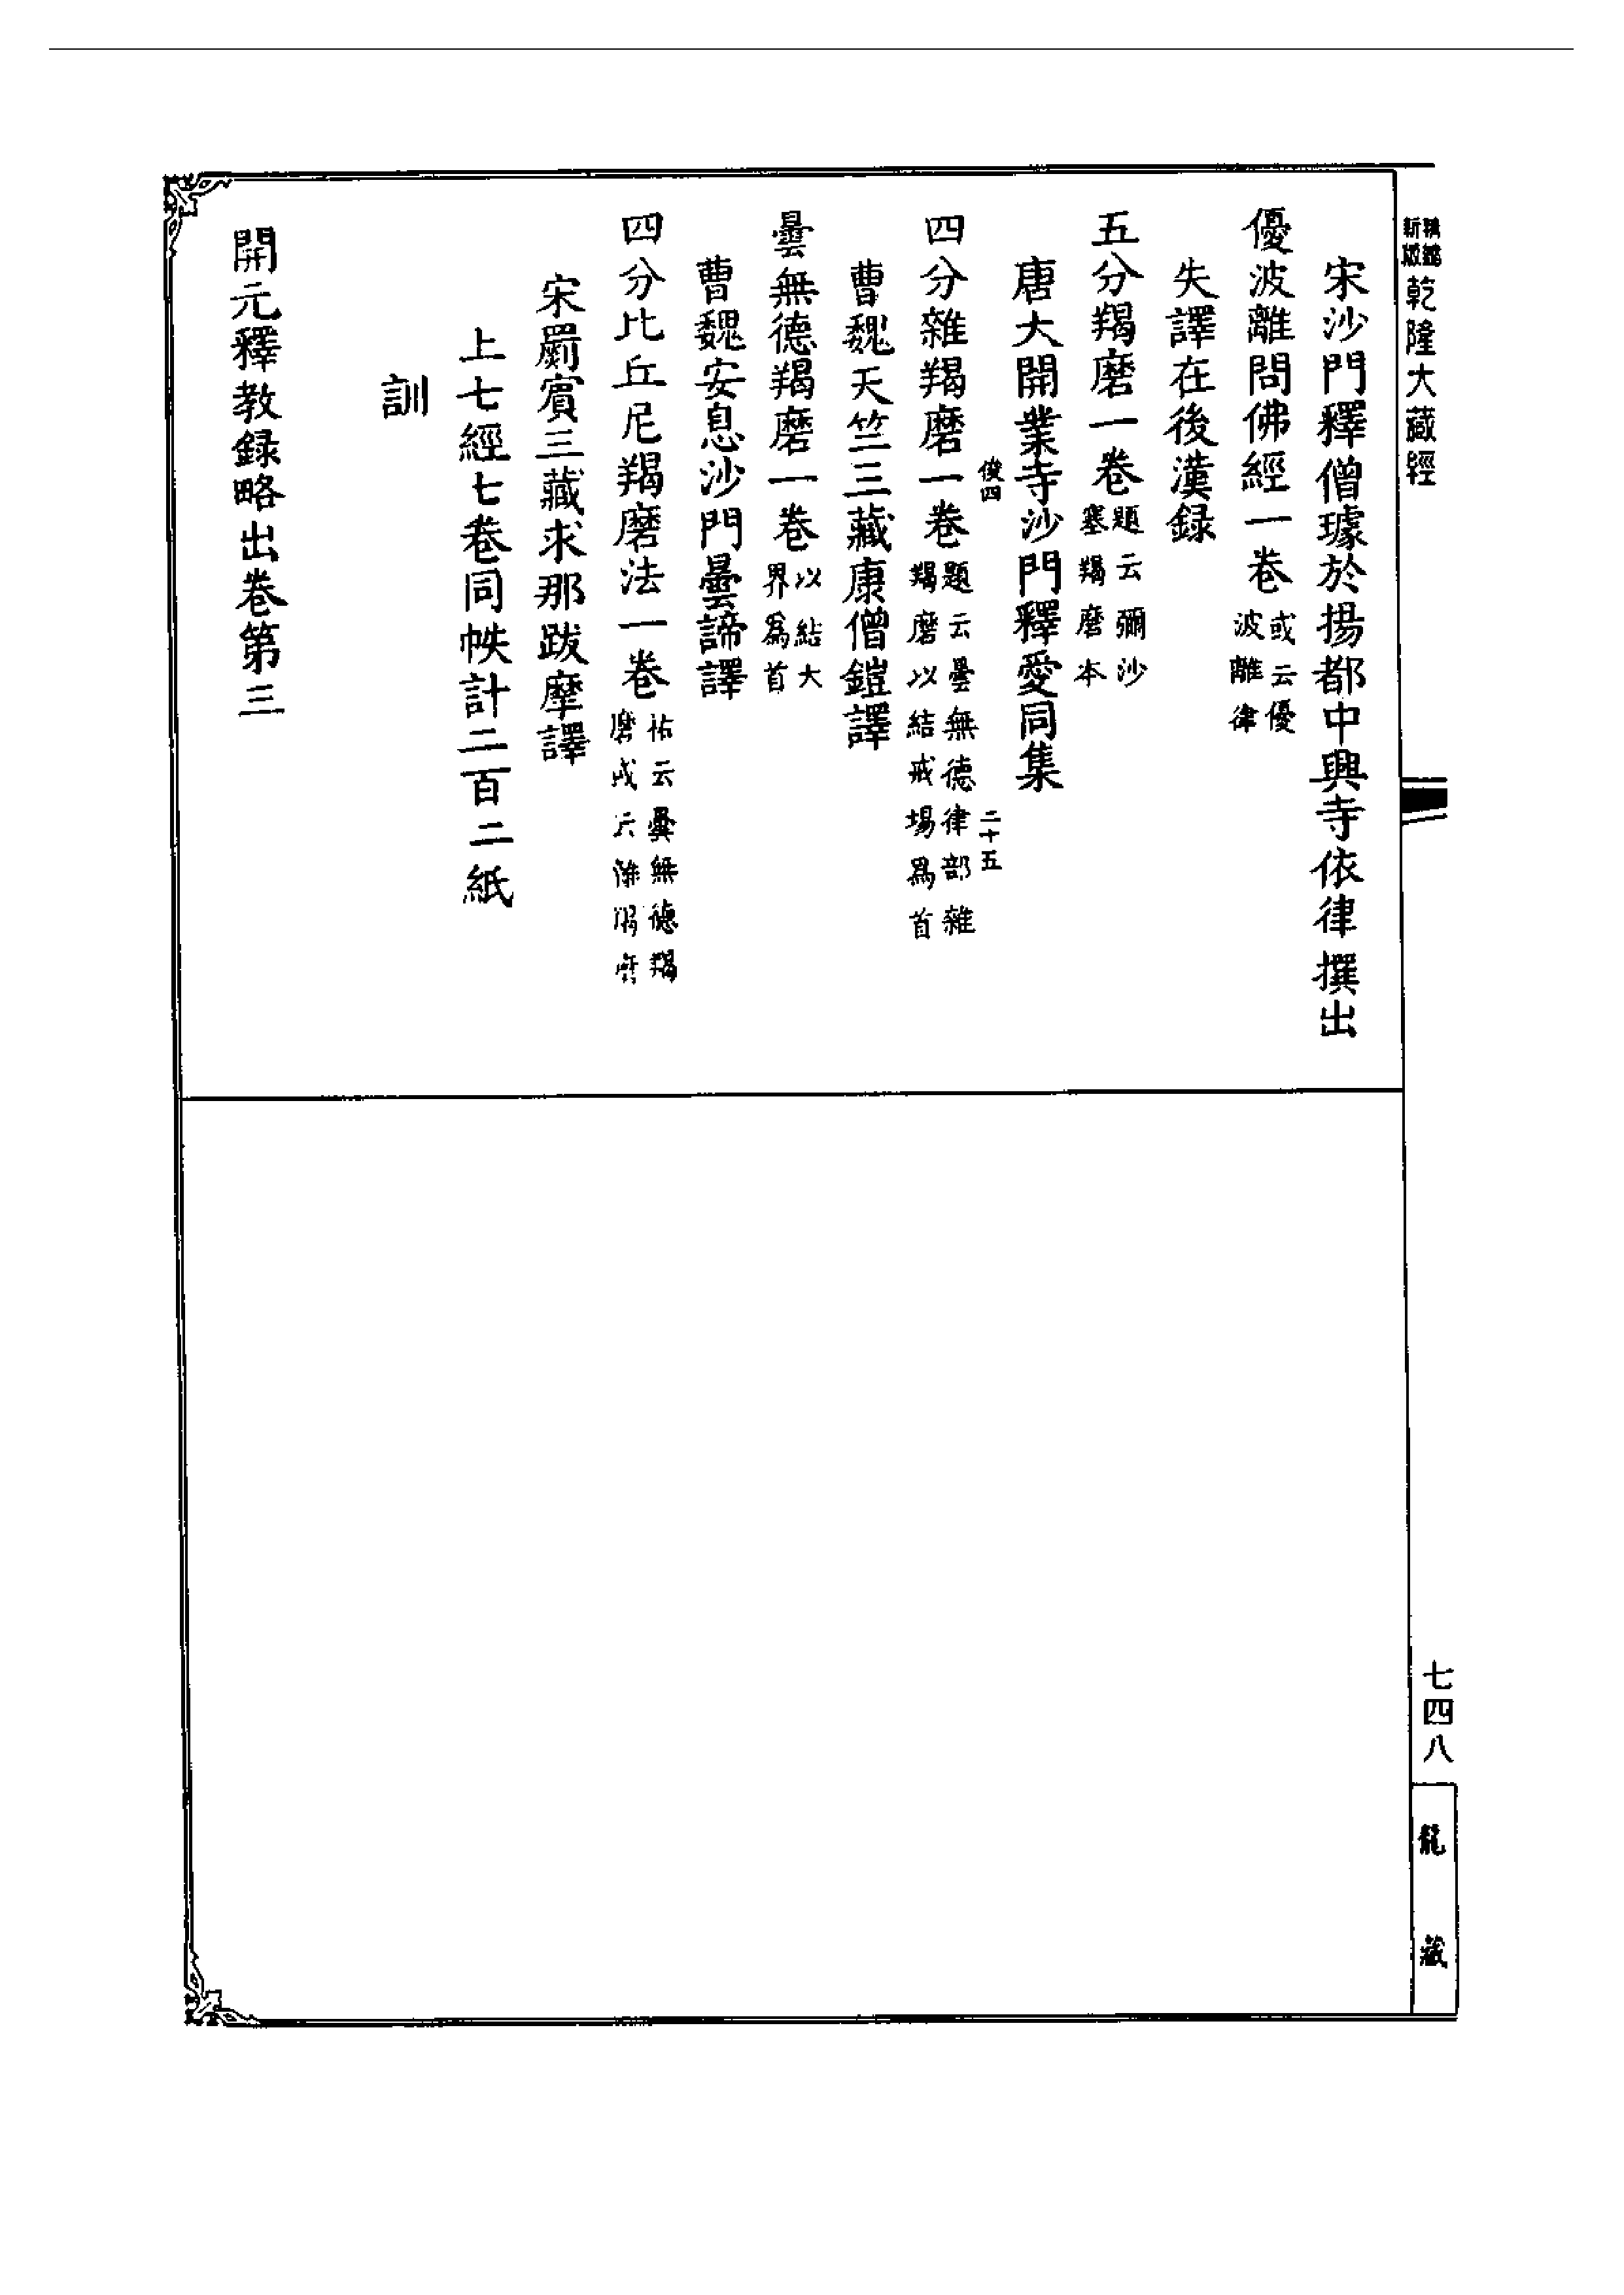 新版 乾隆大藏經
宋沙門釋僧璩於揚都中興寺依律撰出
優波離問佛經一卷 或云優波離律
失譯在後漢録
五分羯磨一卷 題云彌沙塞羯磨本
唐大開業寺沙門釋愛同集
俊四 二十五
四分雜羯磨一卷 題云曇無德律部雜羯磨以結戒場爲首
曹魏天竺三藏康僧鎧譯
曇無德羯磨一卷 以結大界爲首
曹魏安息沙門曇諦譯
四分比丘尼羯磨法一卷 祐云曇無德羯磨或云雜羯磨
宋罽賓三藏求那跋摩譯
上七經七卷同帙計二百二紙
訓
開元釋教録略出卷第三
七四八
龍藏